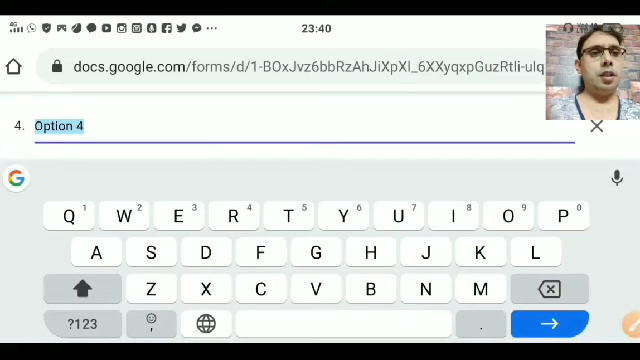 4G 23:40
docs.google.com/forms/d/1-BOxJvz6bbRzAhJiXpXl_6XXyqxpGuzRtli-ulq
4. Option 4
G
Q 1 W 2 E 3 R 4 T 5 Y 6 U 7 I 8 O 9 P 0
A S D F G H J K L
Z X C V B N M
?123 , .